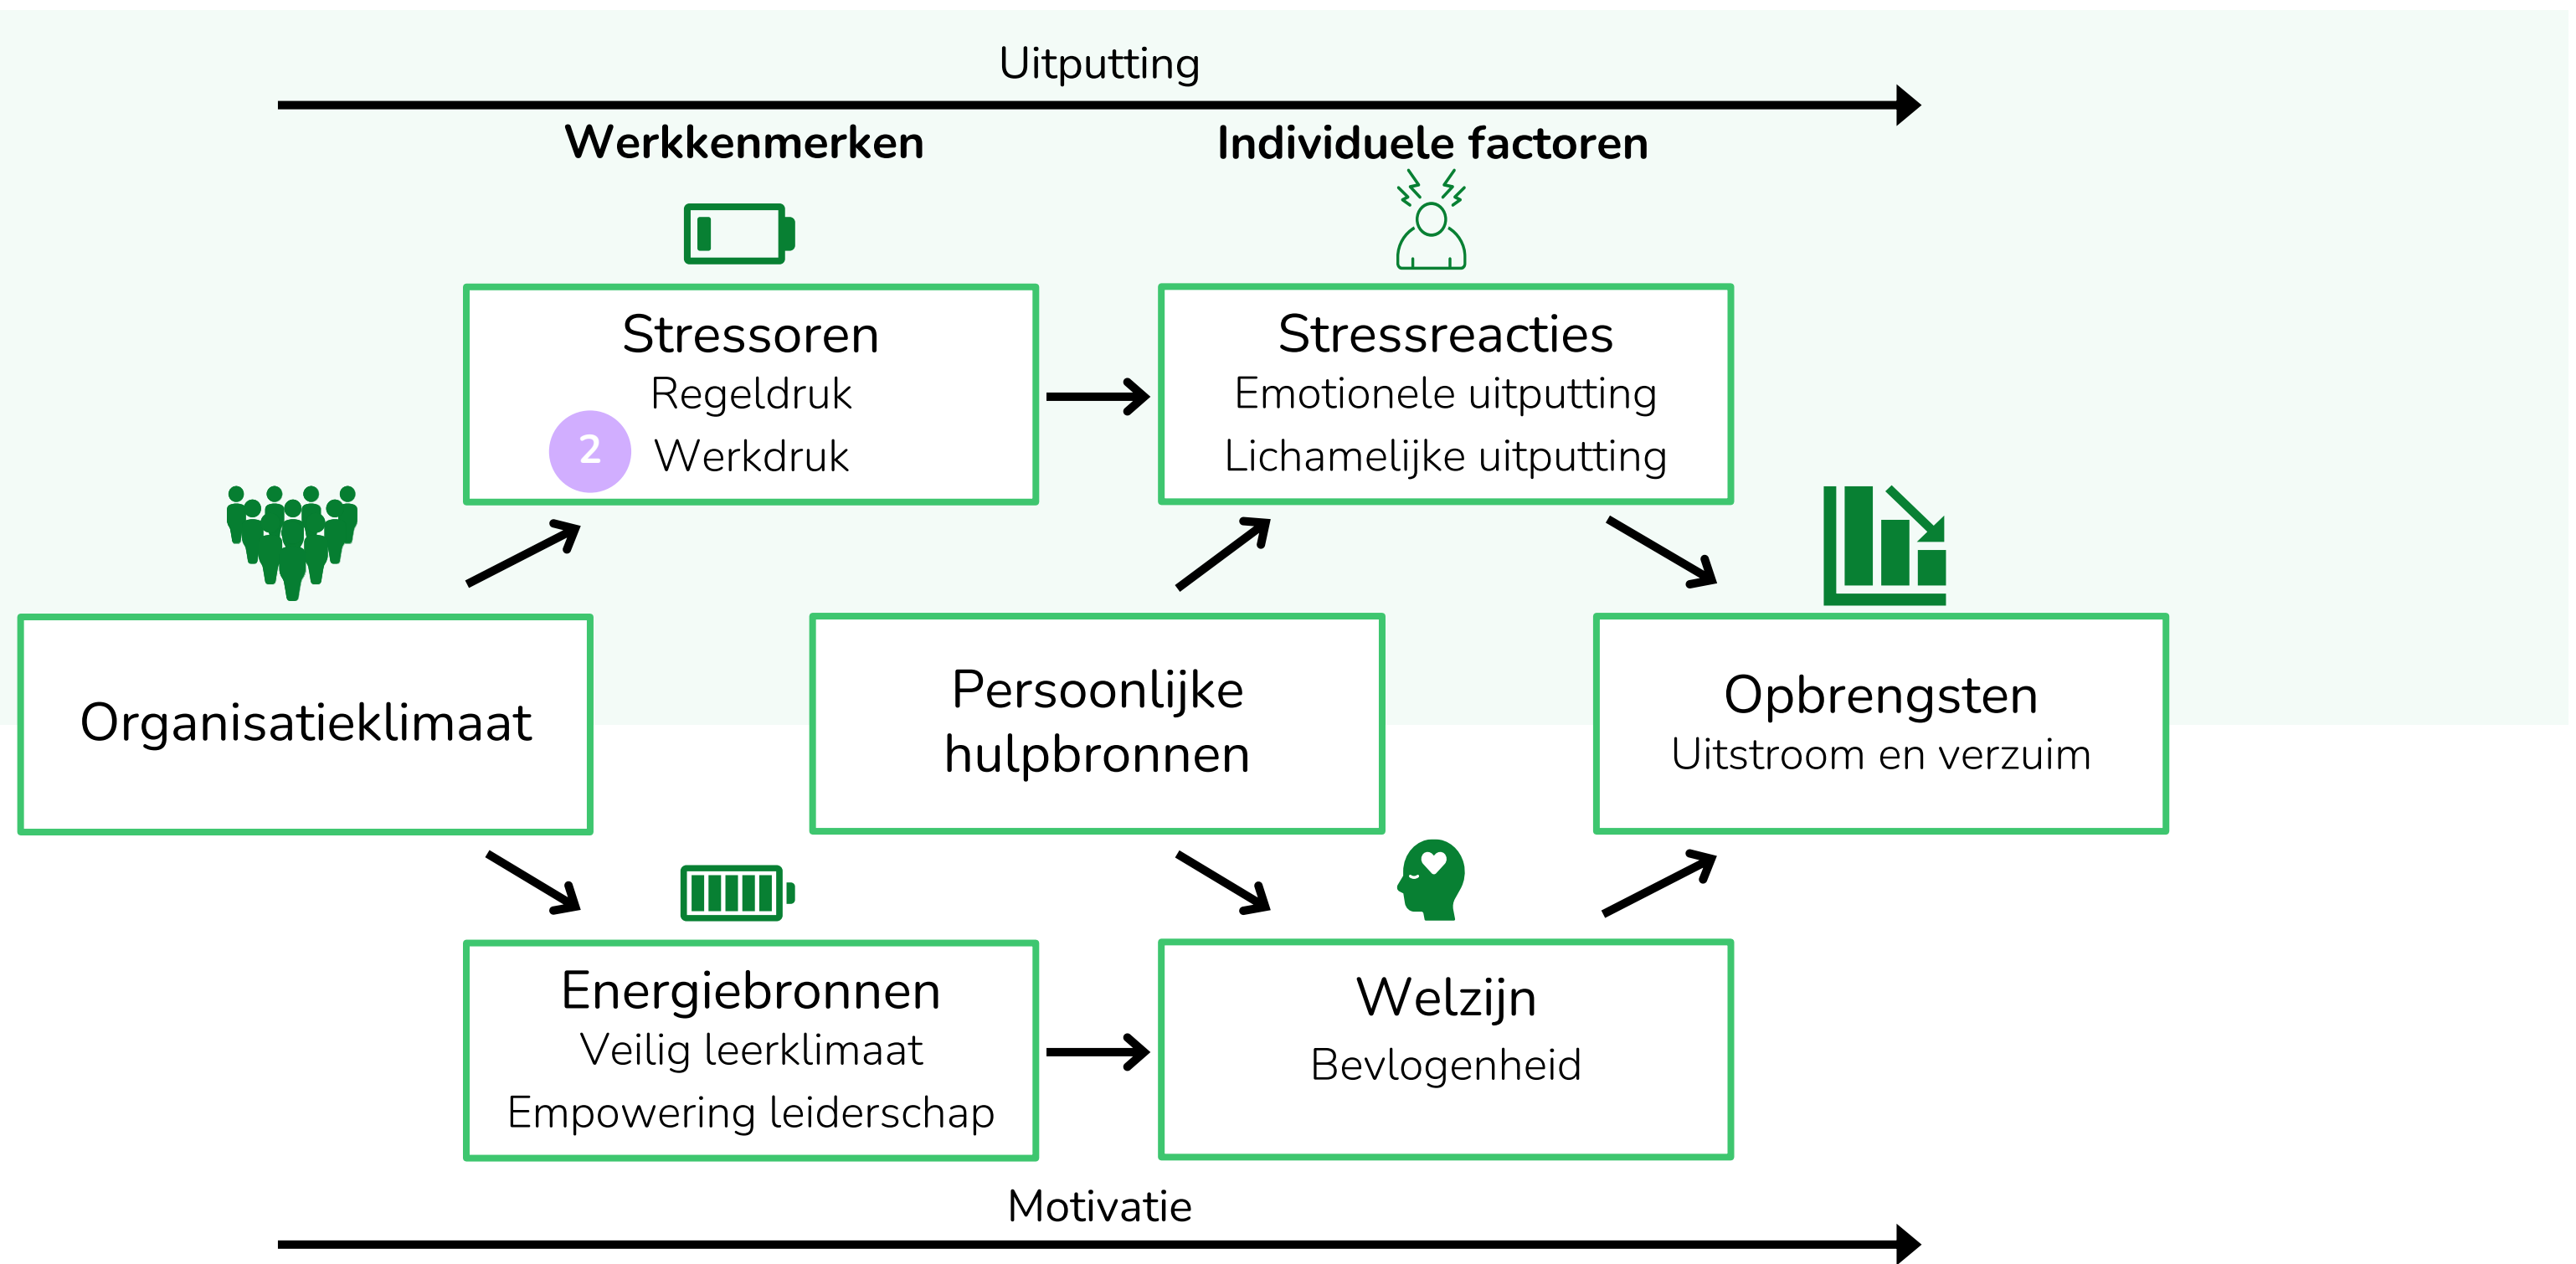 Uitputting
Werkkenmerken
Individuele factoren
Stressoren
Regeldruk
2
Werkdruk
Stressreacties
Emotionele uitputting
Lichamelijke uitputting
Organisatieklimaat
Persoonlijke
hulpbronnen
Opbrengsten
Uitstroom en verzuim
Energiebronnen
Veilig leerklimaat
Empowering leiderschap
Welzijn
Bevlogenheid
Motivatie